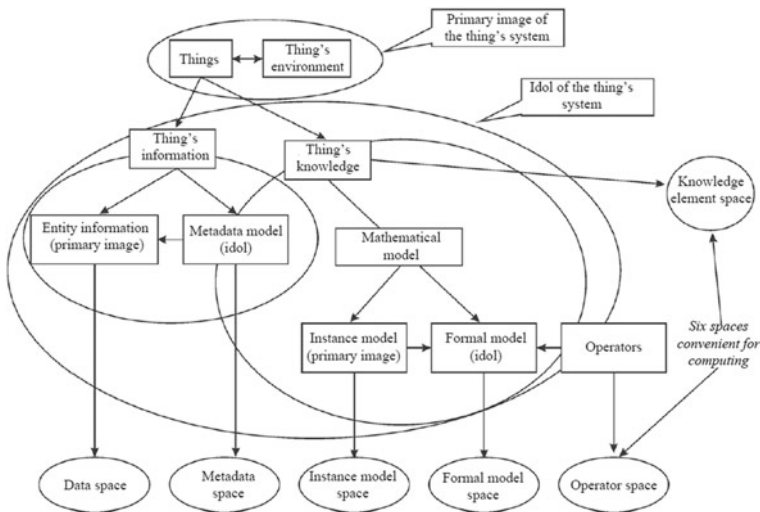 Primary image of
the thing's system
Things
Thing's
environment
Idol of the thing's
system
Thing's
information
Thing's
knowledge
Knowledge
element space
Entity information
(primary image)
Metadata model
(idol)
Mathematical
model
Instance model
(primary image)
Formal model
(idol)
Operators
Six spaces
convenient for
computing
Data space
Metadata
space
Instance model
space
Formal model
space
Operator space